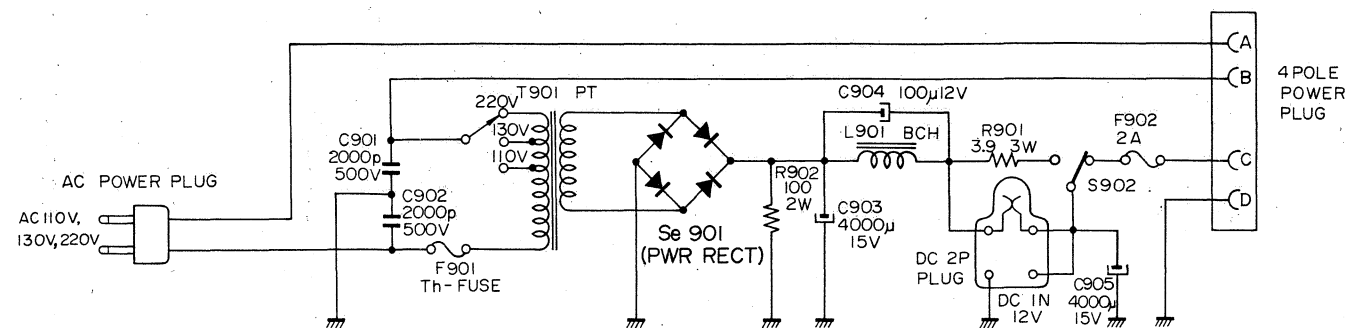 A
B
4 POLE
POWER
PLUG
C904
100μ12V
T901 PT
220V
130V
110V
L901 BCH
R901
3.9 3W
F902
2A
C901
2000p
500V
C
S902
R902
100
2W
AC POWER PLUG
C902
2000p
500V
D
C903
4000μ
15V
AC110V,
130V,220V
Se 901
(PWR RECT)
F901
Th-FUSE
DC 2P
PLUG
DC IN
12V
C905
4000μ
15V